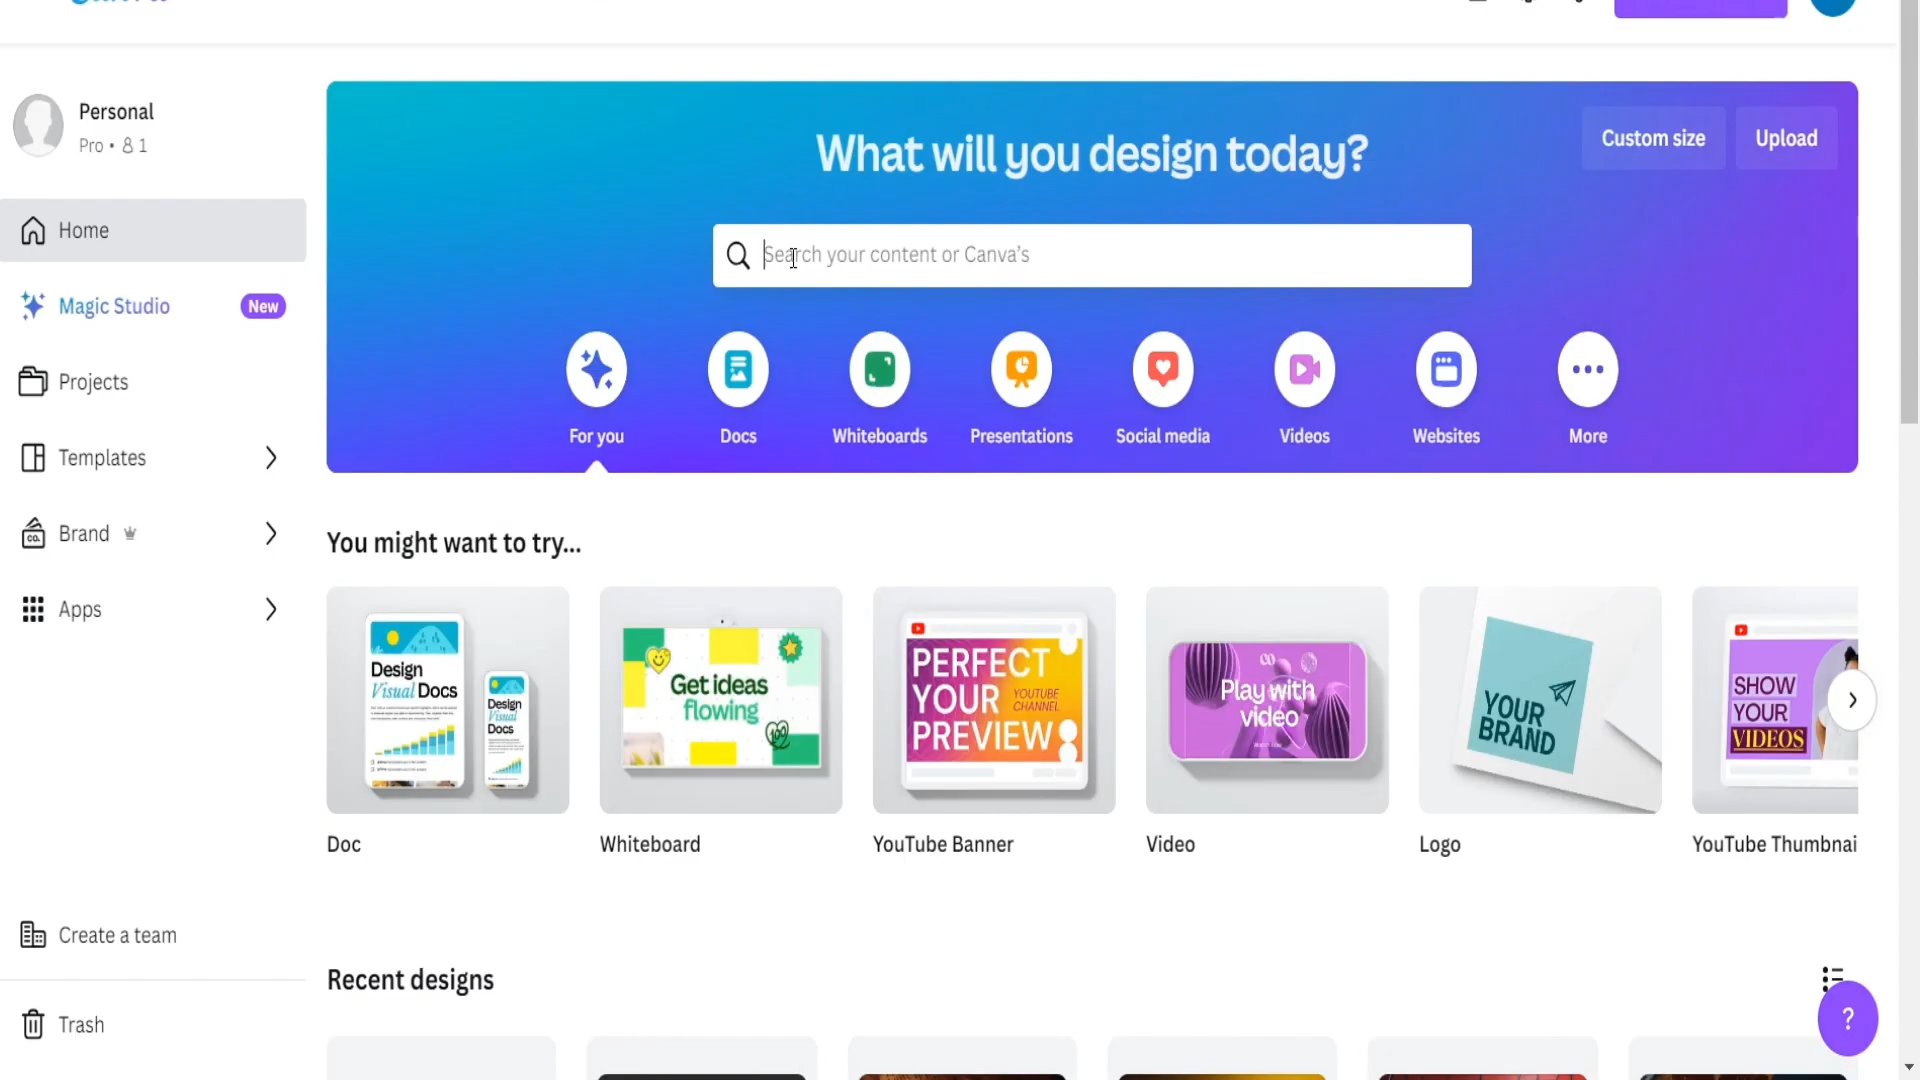 Personal
Pro • 1
Custom size
Upload
What will you design today?
Search your content or Canva's
Home
Magic Studio
New
Projects
Templates
Brand
CO.
Apps
For you
Docs
Whiteboards
Presentations
Social media
Videos
Websites
More
You might want to try...
Design
Visual Docs
Design
Visual
Docs
Get ideas
flowing
100
PERFECT
YOUR
PREVIEW
YOUTUBE
CHANNEL
Play with
video
YOUR
BRAND
SHOW
YOUR
VIDEOS
Doc
Whiteboard
YouTube Banner
Video
Logo
YouTube Thumbnai
Create a team
Recent designs
Trash
?